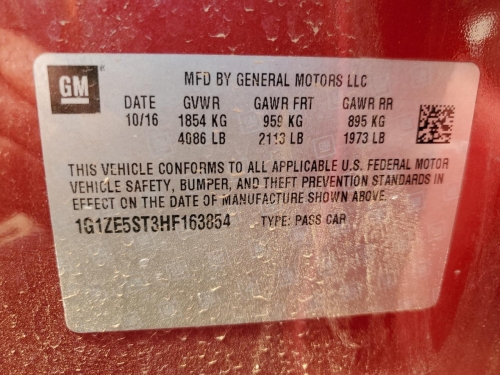 GM
MFD BY GENERAL MOTORS LLC
DATE GVWR GAWR FRT GAWR RR
10/16 1854 KG 959 KG 895 KG
4086 LB 2113 LB 1973 LB
THIS VEHICLE CONFORMS TO ALL APPLICABLE U.S. FEDERAL MOTOR
VEHICLE SAFETY, BUMPER, AND THEFT PREVENTION STANDARDS IN
EFFECT ON THE DATE OF MANUFACTURE SHOWN ABOVE.
1G1ZE5ST3HF163854 TYPE: PASS CAR